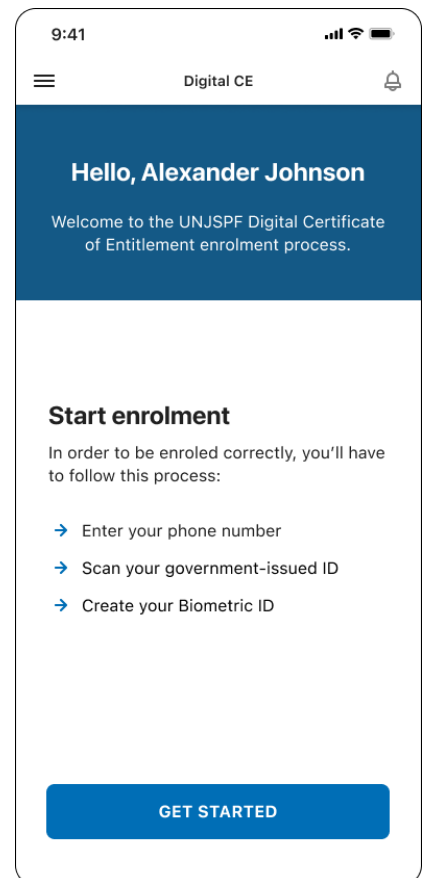 9:41
Digital CE
Hello, Alexander Johnson
Welcome to the UNJSPF Digital Certificate
of Entitlement enrolment process.
Start enrolment
In order to be enroled correctly, you'll have
to follow this process:
→ Enter your phone number
→ Scan your government-issued ID
→ Create your Biometric ID
GET STARTED